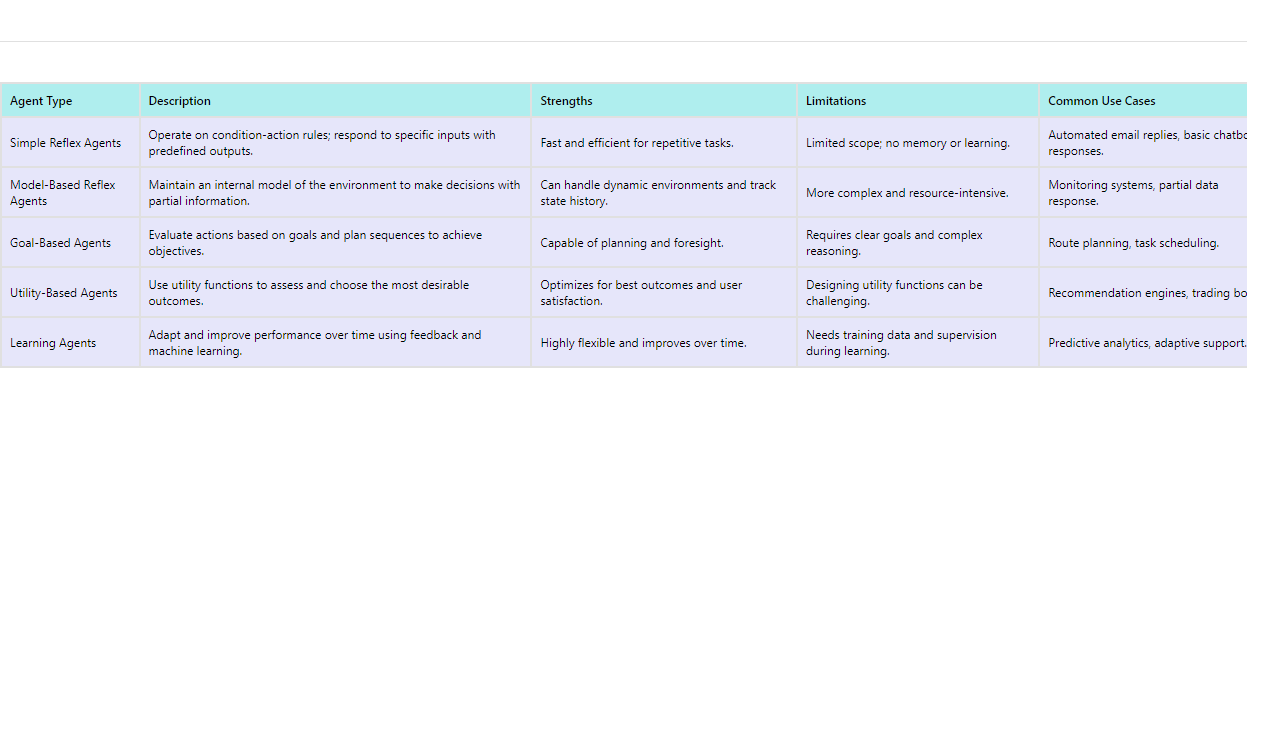 Agent Type
Description
Strengths
Limitations
Common Use Cases
Simple Reflex Agents
Operate on condition-action rules; respond to specific inputs with
predefined outputs.
Fast and efficient for repetitive tasks.
Limited scope; no memory or learning.
Automated email replies, basic
responses.
Model-Based Reflex
Agents
Maintain an internal model of the environment to make decisions with
partial information.
Can handle dynamic environments and track
state history.
More complex and resource-intensive.
Monitoring systems, partial data
response.
Goal-Based Agents
Evaluate actions based on goals and plan sequences to achieve
objectives.
Capable of planning and foresight.
Requires clear goals and complex
reasoning.
Route planning, task scheduling.
Utility-Based Agents
Use utility functions to assess and choose the most desirable
outcomes.
Optimizes for best outcomes and user
satisfaction.
Designing utility functions can be
challenging.
Recommendation engines, trading
Learning Agents
Adapt and improve performance over time using feedback and
machine learning.
Highly flexible and improves over time.
Needs training data and supervision
during learning.
Predictive analytics, adaptive support.